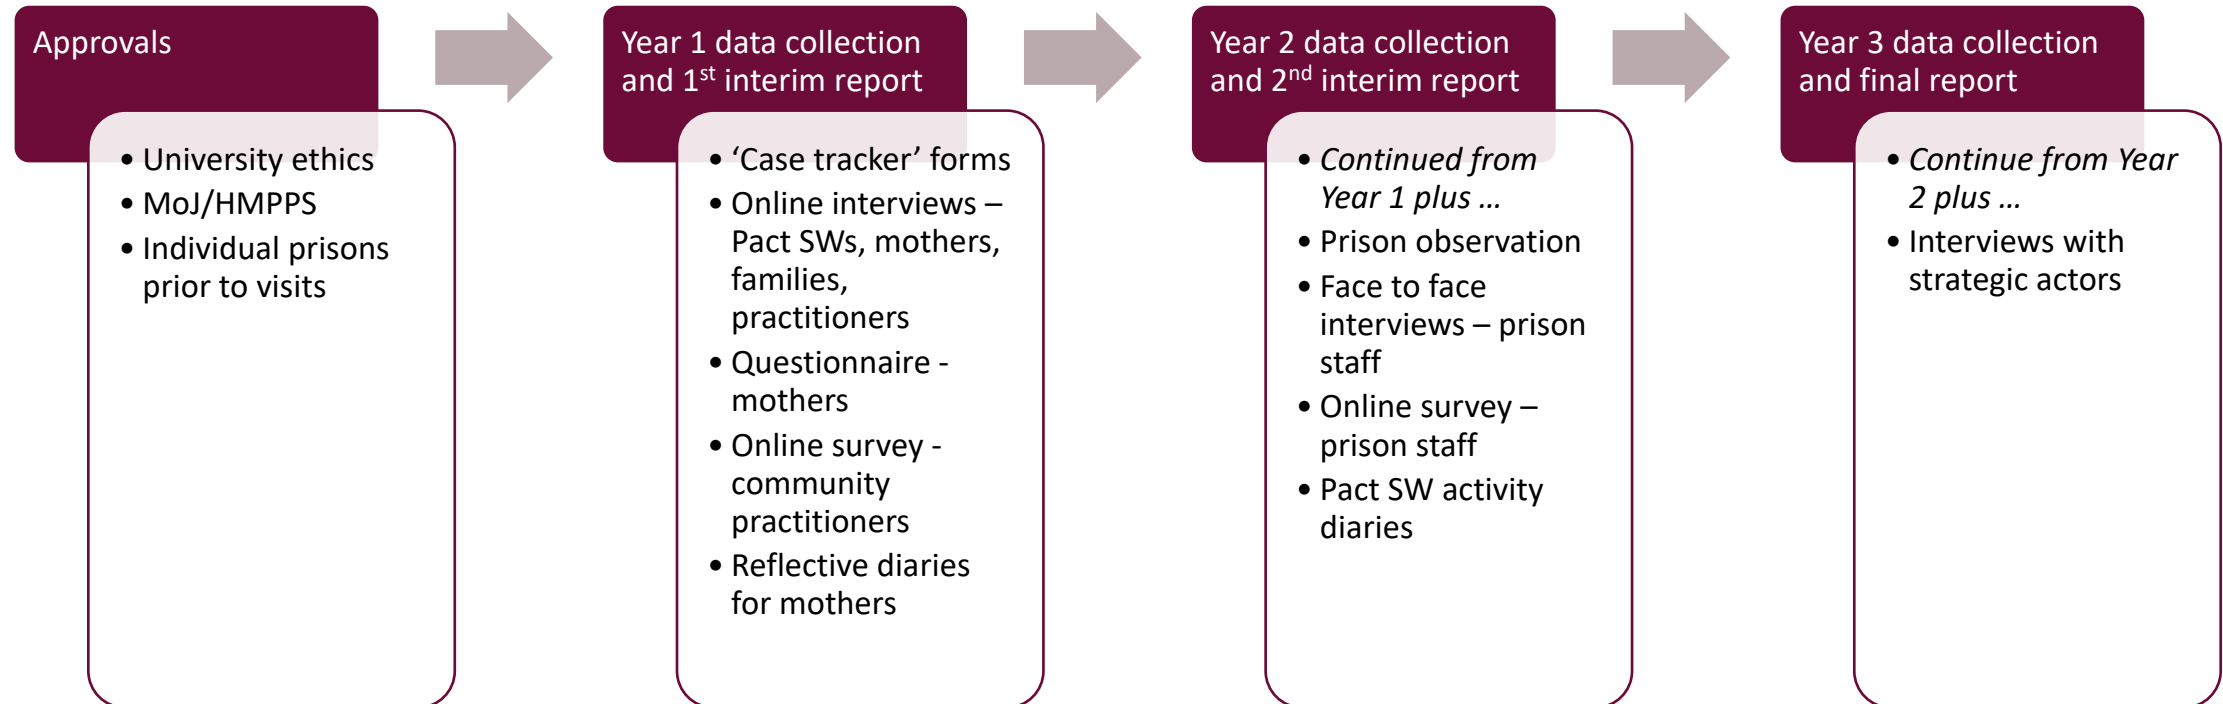 Approvals
• University ethics
• MoJ/HMPPS
• Individual prisons
prior to visits
Year 1 data collection
and 1st interim report
• ‘Case tracker’ forms
• Online interviews –
Pact SWs, mothers,
families,
practitioners
• Questionnaire -
mothers
• Online survey -
community
practitioners
• Reflective diaries
for mothers
Year 2 data collection
and 2nd interim report
• Continued from
Year 1 plus …
• Prison observation
• Face to face
interviews – prison
staff
• Online survey –
prison staff
• Pact SW activity
diaries
Year 3 data collection
and final report
• Continue from Year
2 plus …
• Interviews with
strategic actors